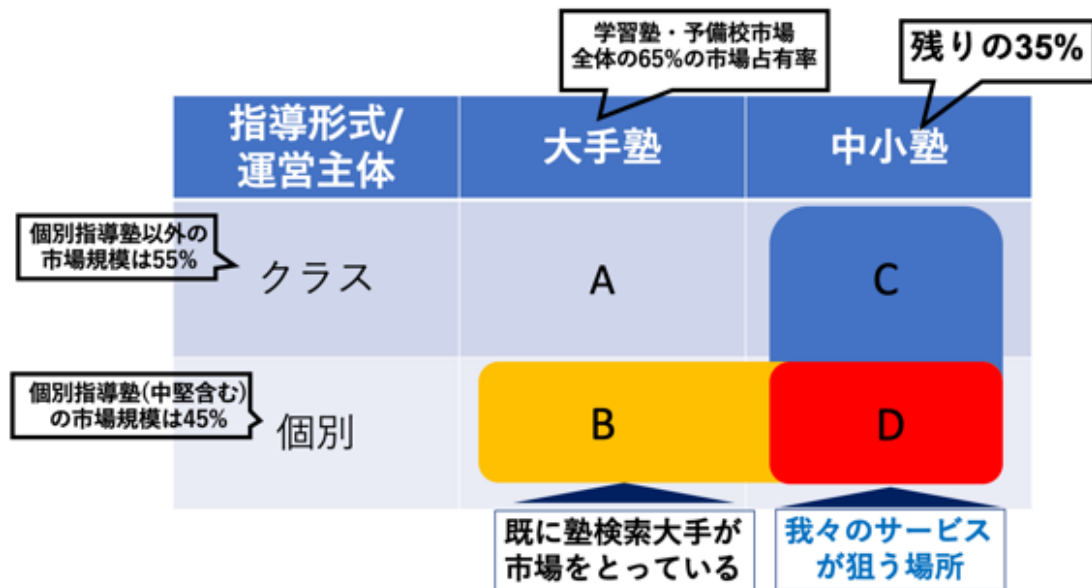 学習塾・予備校市場
全体の65%の市場占有率
残りの35%
指導形式/
運営主体
大手塾
中小塾
個別指導塾以外の
市場規模は55%
クラス
A
C
個別指導塾(中堅含む)
の市場規模は45%
個別
B
D
既に塾検索大手が
市場をとっている
我々のサービス
が狙う場所